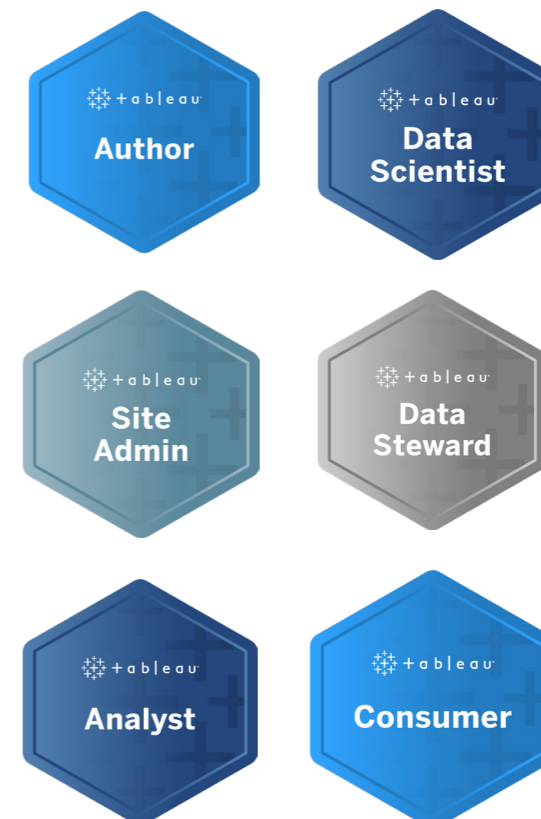 +ableau
Author
+ableau
Data
Scientist
+ableau
Site
Admin
+ableau
Data
Steward
+ableau
Analyst
+ableau
Consumer